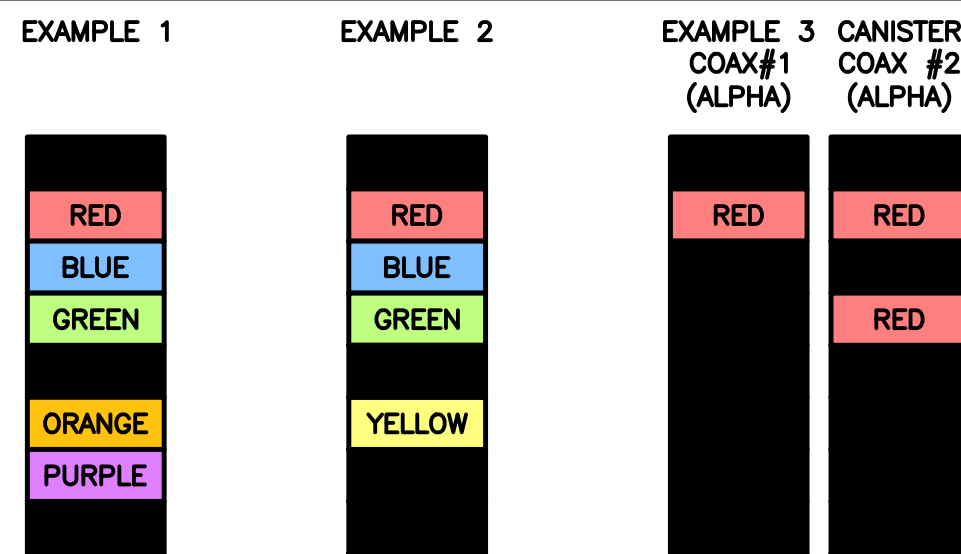 EXAMPLE 1
RED
BLUE
GREEN
ORANGE
PURPLE
EXAMPLE 2
RED
BLUE
GREEN
YELLOW
EXAMPLE 3
COAX#1
(ALPHA)
RED
CANISTER
COAX #2
(ALPHA)
RED
RED